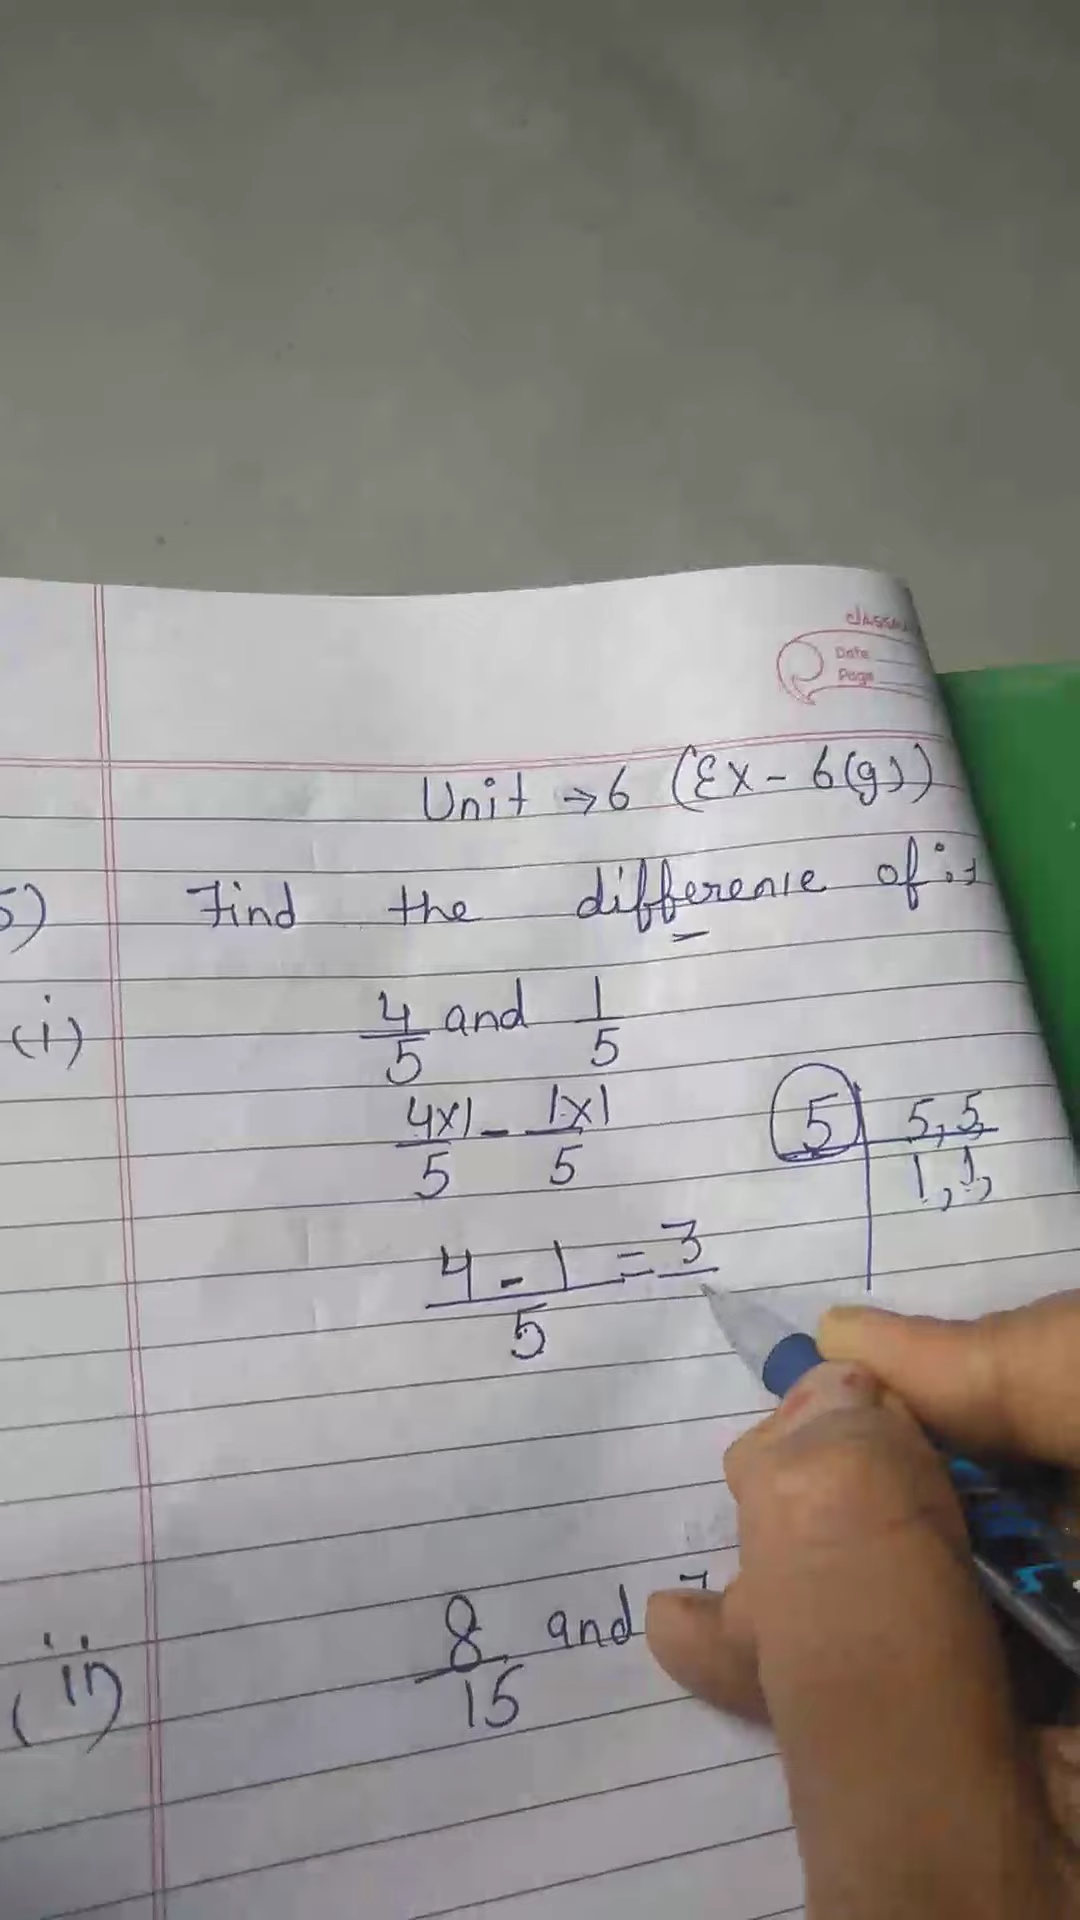 Date
Page
Unit → 6 (Ex - 6(g))
5) Find the difference of :-
(i) 4/5 and 1/5
4×1/5 - 1×1/5
5 | 5, 5,
1, 1,
4 - 1/5 = 3
(ii) 8/15 and